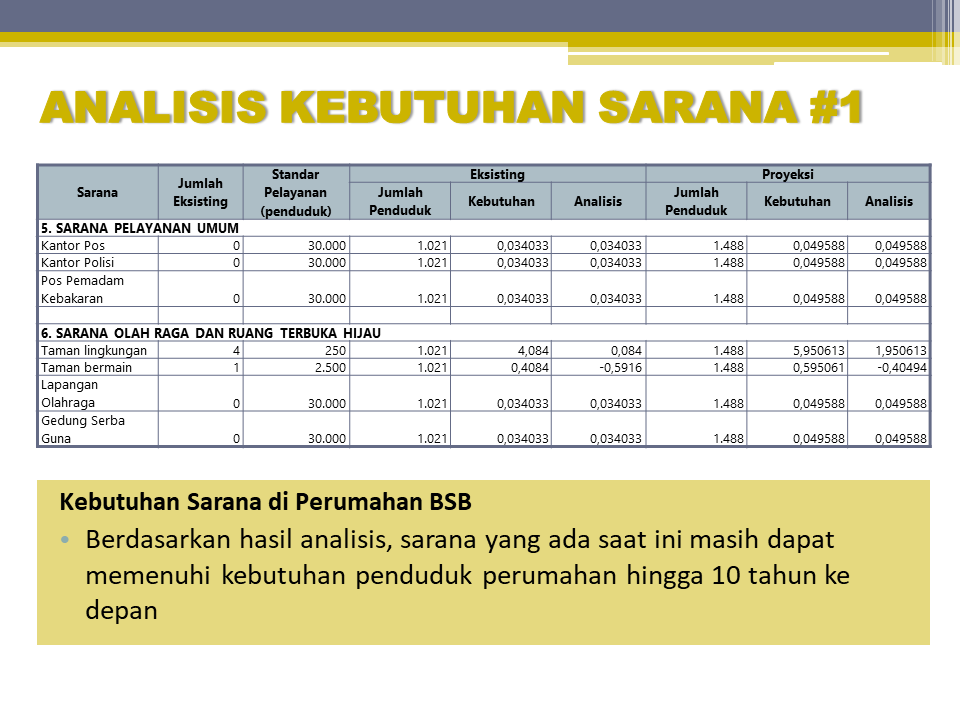 ANALISIS KEBUTUHAN SARANA #1
Sarana Jumlah Eksisting Standar Pelayanan (penduduk) Eksisting Proyeksi
Jumlah Penduduk Kebutuhan Analisis Jumlah Penduduk Kebutuhan Analisis
5. SARANA PELAYANAN UMUM
Kantor Pos 0 30.000 1.021 0,034033 0,034033 1.488 0,049588 0,049588
Kantor Polisi 0 30.000 1.021 0,034033 0,034033 1.488 0,049588 0,049588
Pos Pemadam
Kebakaran 0 30.000 1.021 0,034033 0,034033 1.488 0,049588 0,049588
6. SARANA OLAH RAGA DAN RUANG TERBUKA HIJAU
Taman lingkungan 4 250 1.021 4,084 0,084 1.488 5,950613 1,950613
Taman bermain 1 2.500 1.021 0,4084 -0,5916 1.488 0,595061 -0,40494
Lapangan
Olahraga 0 30.000 1.021 0,034033 0,034033 1.488 0,049588 0,049588
Gedung Serba
Guna 0 30.000 1.021 0,034033 0,034033 1.488 0,049588 0,049588
Kebutuhan Sarana di Perumahan BSB
• Berdasarkan hasil analisis, sarana yang ada saat ini masih dapat
memenuhi kebutuhan penduduk perumahan hingga 10 tahun ke
depan